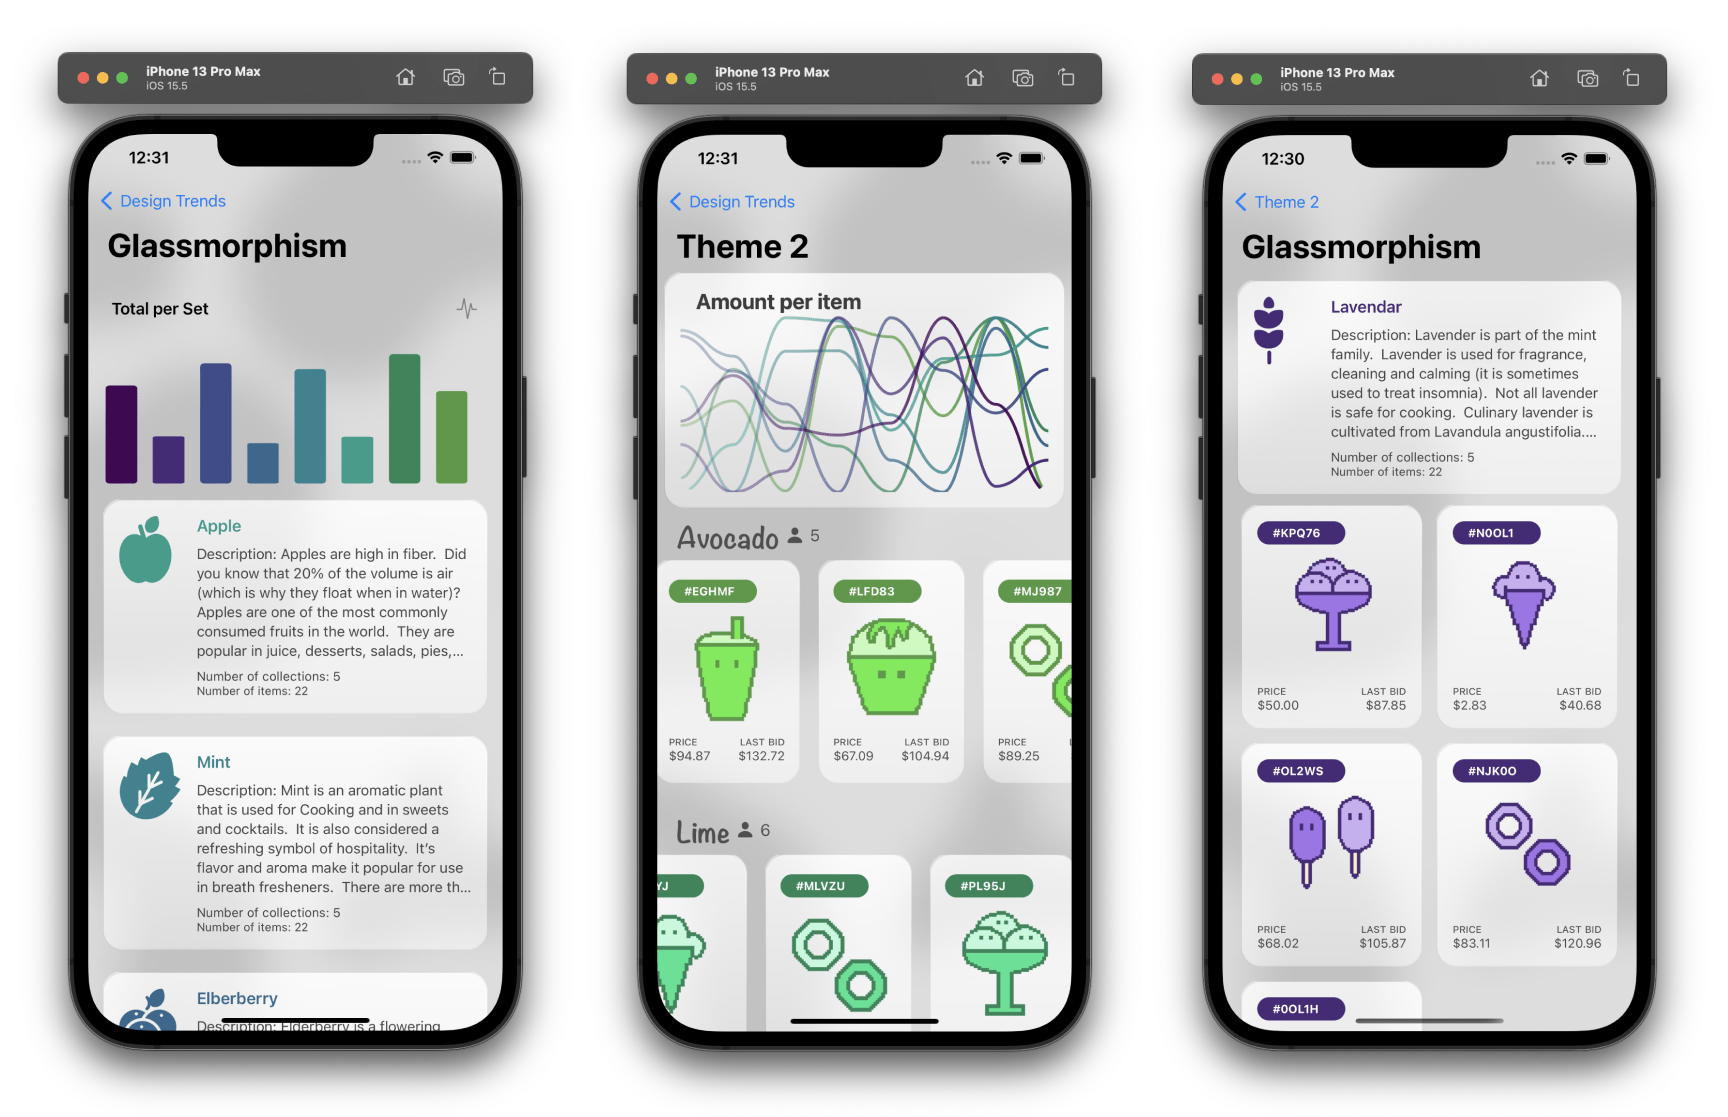 iPhone 13 Pro Max
iOS 15.5
12:31
Design Trends
Glassmorphism
Total per Set
Apple
Description: Apples are high in fiber.  Did
you know that 20% of the volume is air
(which is why they float when in water)?
Apples are one of the most commonly
consumed fruits in the world.  They are
popular in juice, desserts, salads, pies,...
Number of collections: 5
Number of items: 22
Mint
Description: Mint is an aromatic plant
that is used for Cooking and in sweets
and cocktails.  It is also considered a
refreshing symbol of hospitality.  It's
flavor and aroma make it popular for use
in breath fresheners.  There are more th...
Number of collections: 5
Number of items: 22
Elberberry
Description: Elderberry is a flowering
iPhone 13 Pro Max
iOS 15.5
12:31
Design Trends
Theme 2
Amount per item
Avocado 5
#EGHMF
#LFD83
#MJ987
PRICE LAST BID
$94.87 $132.72
PRICE LAST BID
$67.09 $104.94
PRICE
$89.25
Lime 6
YJ
#MLVZU
#PL95J
iPhone 13 Pro Max
iOS 15.5
12:30
Theme 2
Glassmorphism
Lavendar
Description: Lavender is part of the mint
family.  Lavender is used for fragrance,
cleaning and calming (it is sometimes
used to treat insomnia).  Not all lavender
is safe for cooking.  Culinary lavender is
cultivated from Lavandula angustifolia....
Number of collections: 5
Number of items: 22
#KPQ76
#N0OL1
PRICE LAST BID
$50.00 $87.85
PRICE LAST BID
$2.83 $40.68
#OL2WS
#NJK0O
PRICE LAST BID
$68.02 $105.87
PRICE LAST BID
$83.11 $120.96
#0OL1H